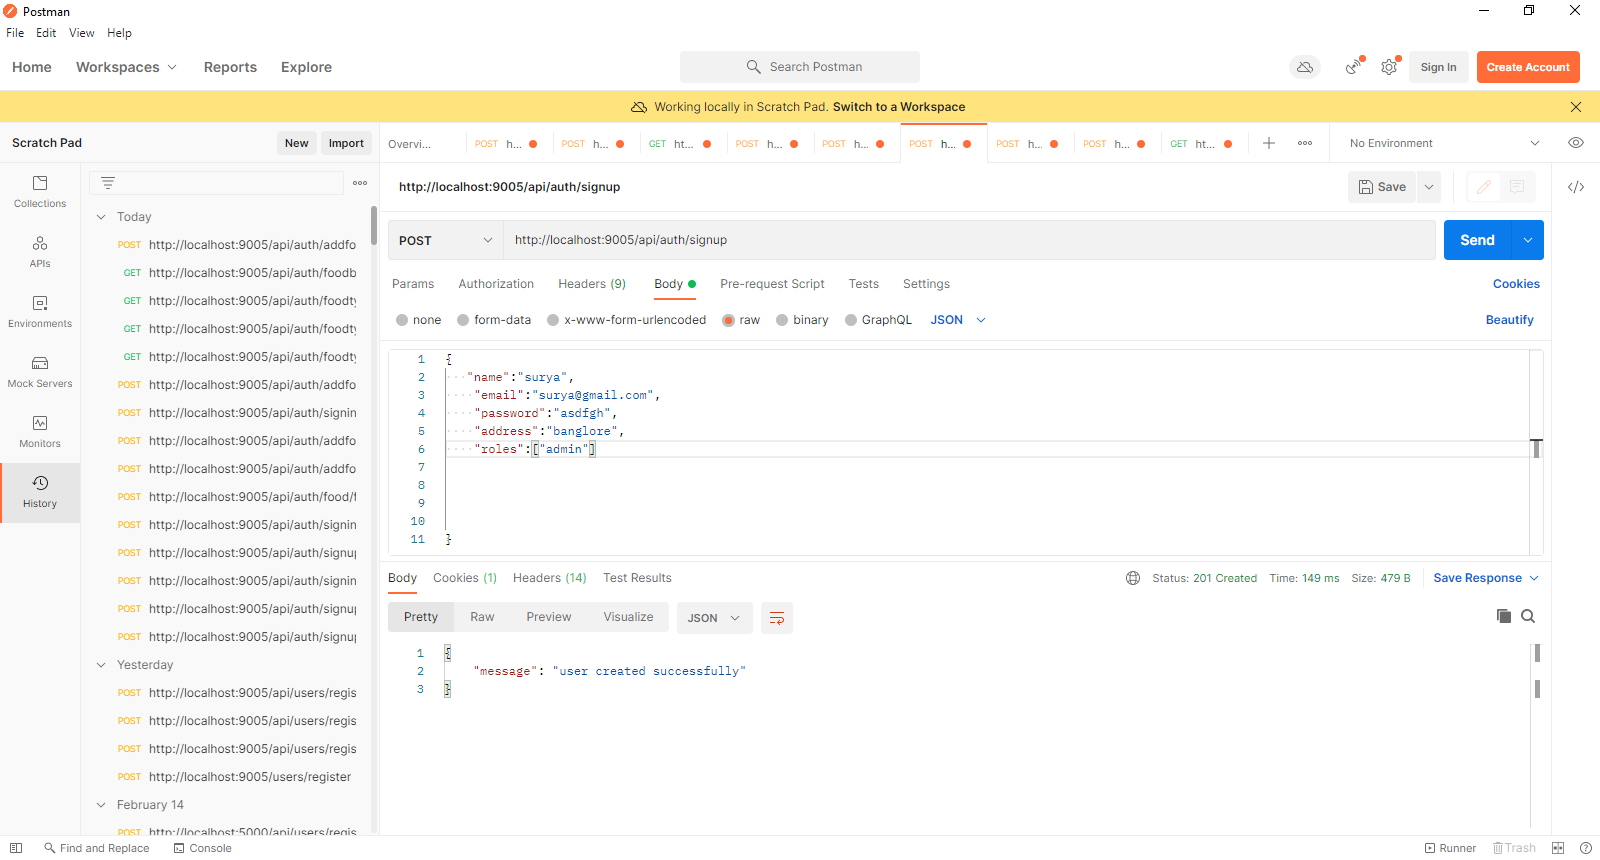 Postman
File Edit View Help
Home Workspaces Reports Explore Search Postman Sign In Create Account
Working locally in Scratch Pad. Switch to a Workspace
Scratch Pad New Import
Overvi... POST h... POST h... GET ht... POST h... POST h... POST h... POST h... POST h... GET ht... No Environment
Collections
APIs
Environments
Mock Servers
Monitors
History
Today
POST http://localhost:9005/api/auth/addfo
GET http://localhost:9005/api/auth/foodb
GET http://localhost:9005/api/auth/foodty
GET http://localhost:9005/api/auth/foodty
GET http://localhost:9005/api/auth/foodty
POST http://localhost:9005/api/auth/addfo
POST http://localhost:9005/api/auth/signin
POST http://localhost:9005/api/auth/addfo
POST http://localhost:9005/api/auth/addfo
POST http://localhost:9005/api/auth/food/f
POST http://localhost:9005/api/auth/signin
POST http://localhost:9005/api/auth/signup
POST http://localhost:9005/api/auth/signin
POST http://localhost:9005/api/auth/signup
POST http://localhost:9005/api/auth/signup
Yesterday
POST http://localhost:9005/api/users/regis
POST http://localhost:9005/api/users/regis
POST http://localhost:9005/api/users/regis
POST http://localhost:9005/users/register
February 14
POST http://localhost:5000/api/users/regis
http://localhost:9005/api/auth/signup Save
POST http://localhost:9005/api/auth/signup Send
Params Authorization Headers (9) Body Pre-request Script Tests Settings Cookies
none form-data x-www-form-urlencoded raw binary GraphQL JSON Beautify
1 {
2 "name":"surya",
3 "email":"surya@gmail.com",
4 "password":"asdfgh",
5 "address":"banglore",
6 "roles":["admin"]
7
8
9
10
11 }
Body Cookies (1) Headers (14) Test Results Status: 201 Created Time: 149 ms Size: 479 B Save Response
Pretty Raw Preview Visualize JSON
1 {
2 "message": "user created successfully"
3 }
Find and Replace Console Runner Trash